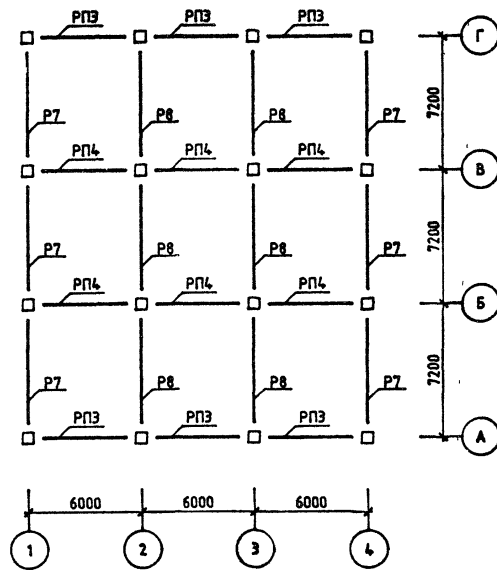 РП3 РП3 РП3 Г
Р7 Р8 Р8 Р7 7200
РП4 РП4 РП4 В
Р7 Р8 Р8 Р7 7200
РП4 РП4 РП4 Б
Р7 Р8 Р8 Р7 7200
РП3 РП3 РП3 А
6000 6000 6000
1 2 3 4